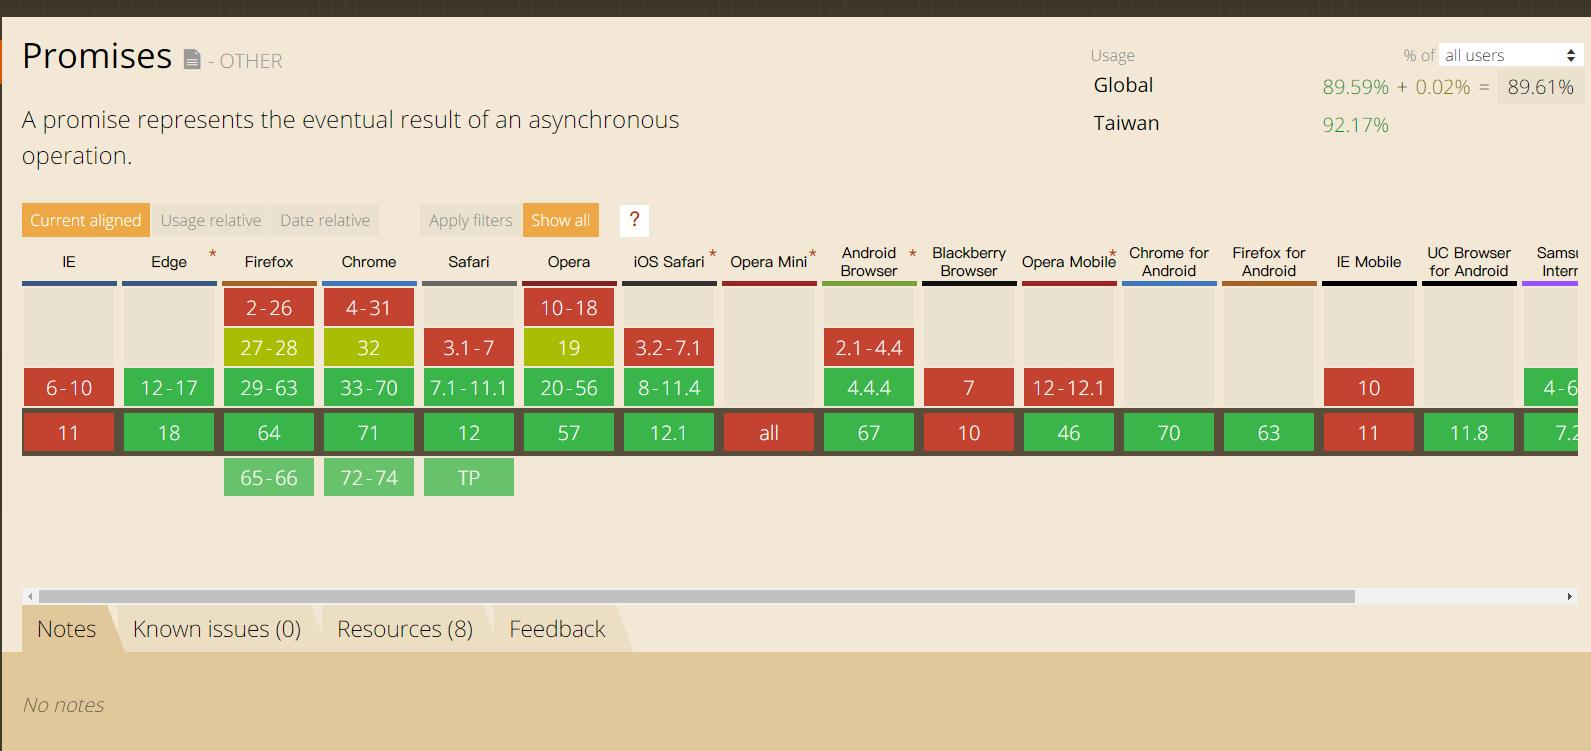 Promises - OTHER
Usage % of all users
Global 89.59% + 0.02% = 89.61%
Taiwan 92.17%
A promise represents the eventual result of an asynchronous
operation.
Current aligned Usage relative Date relative Apply filters Show all ?
IE Edge * Firefox Chrome Safari Opera iOS Safari * Opera Mini * Android Browser * Blackberry Browser Opera Mobile * Chrome for Android Firefox for Android IE Mobile UC Browser for Android Samsu Intern
2-26 4-31 10-18
27-28 32 3.1-7 19 3.2-7.1 2.1-4.4
6-10 12-17 29-63 33-70 7.1-11.1 20-56 8-11.4 4.4.4 7 12-12.1 10 4-6
11 18 64 71 12 57 12.1 all 67 10 46 70 63 11 11.8 7.2
65-66 72-74 TP
Notes Known issues (0) Resources (8) Feedback
No notes